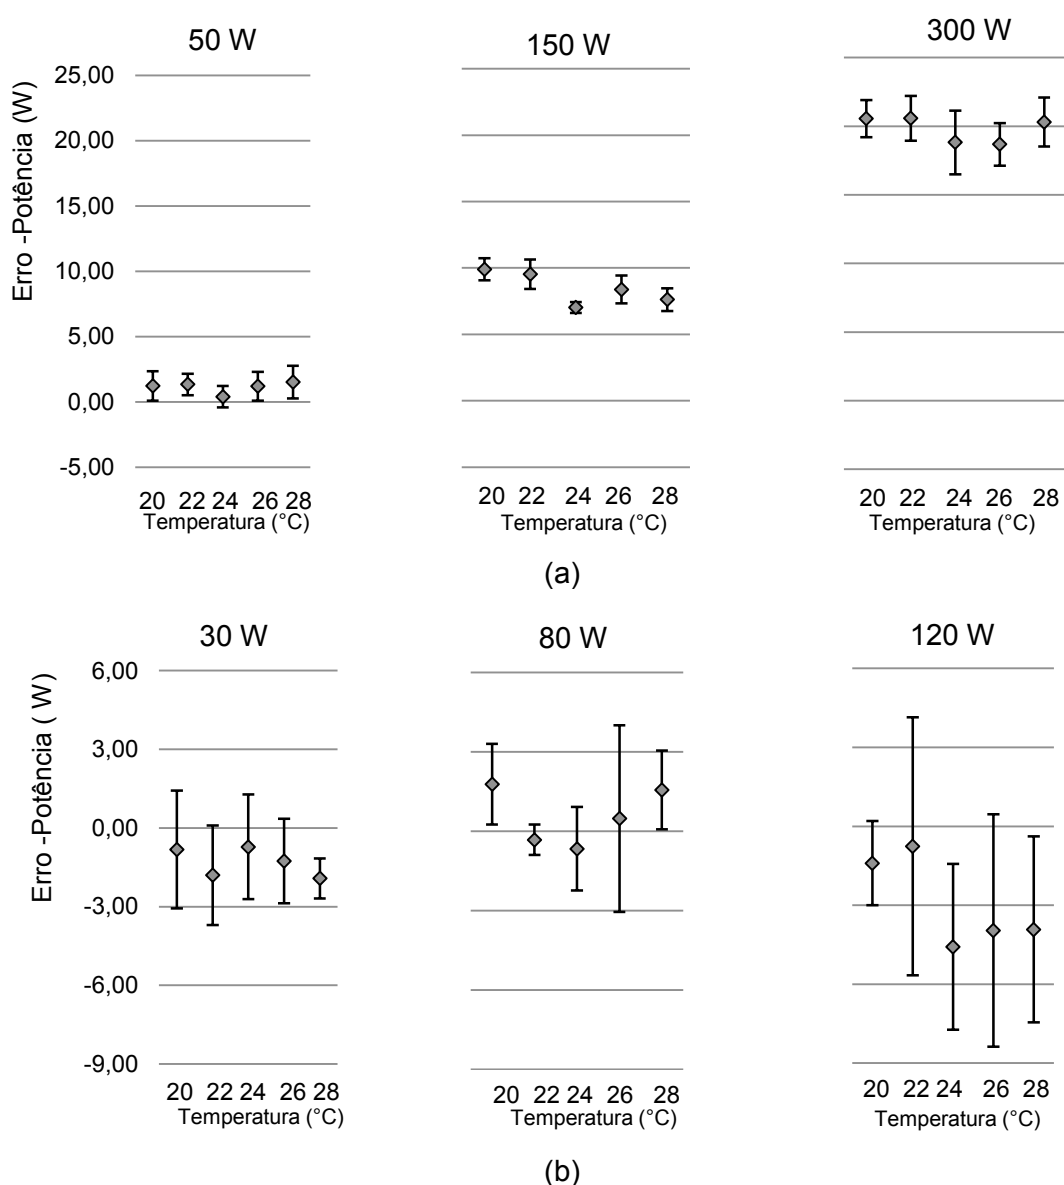 50 W
150 W
300 W
Erro -Potência (W)
25,00
20,00
15,00
10,00
5,00
0,00
-5,00
20 22 24 26 28
20 22 24 26 28
20 22 24 26 28
Temperatura (°C)
Temperatura (°C)
Temperatura (°C)
(a)
30 W
80 W
120 W
Erro -Potência ( W)
6,00
3,00
0,00
-3,00
-6,00
-9,00
20 22 24 26 28
20 22 24 26 28
20 22 24 26 28
Temperatura (°C)
Temperatura (°C)
Temperatura (°C)
(b)